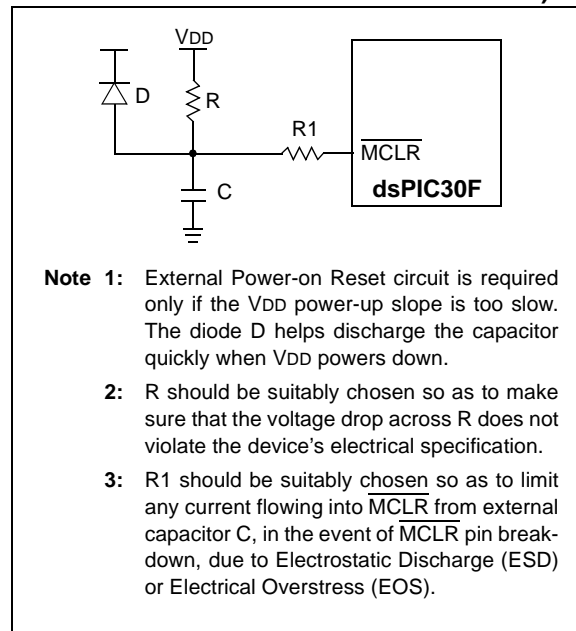 VDD
D
R
R1
MCLR
C
dsPIC30F
Note 1: External Power-on Reset circuit is required
only if the VDD power-up slope is too slow.
The diode D helps discharge the capacitor
quickly when VDD powers down.
2: R should be suitably chosen so as to make
sure that the voltage drop across R does not
violate the device's electrical specification.
3: R1 should be suitably chosen so as to limit
any current flowing into MCLR from external
capacitor C, in the event of MCLR pin break-
down, due to Electrostatic Discharge (ESD)
or Electrical Overstress (EOS).